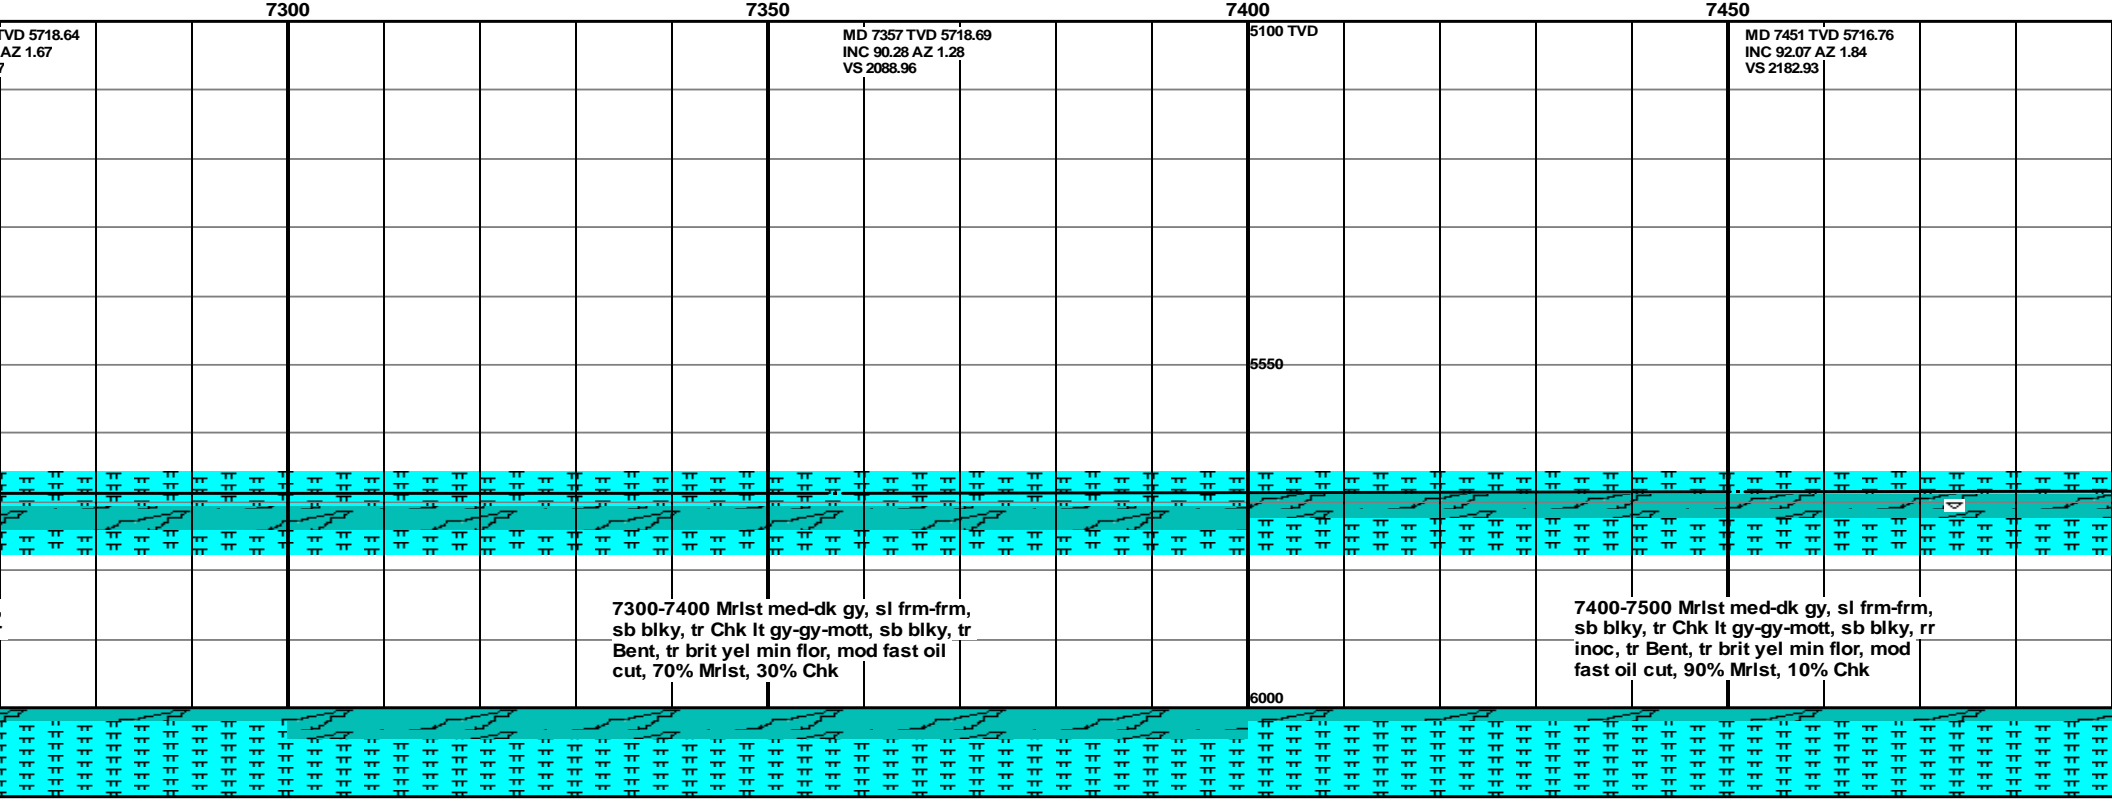 7300 7350 7400 7450
TVD 5718.64
AZ 1.67
7
MD 7357 TVD 5718.69
INC 90.28 AZ 1.28
VS 2088.96
5100 TVD
MD 7451 TVD 5716.76
INC 92.07 AZ 1.84
VS 2182.93
5550
7300-7400 Mrlst med-dk gy, sl frm-frm,
sb blky, tr Chk lt gy-gy-mott, sb blky, tr
Bent, tr brit yel min flor, mod fast oil
cut, 70% Mrlst, 30% Chk
7400-7500 Mrlst med-dk gy, sl frm-frm,
sb blky, tr Chk lt gy-gy-mott, sb blky, rr
inoc, tr Bent, tr brit yel min flor, mod
fast oil cut, 90% Mrlst, 10% Chk
6000